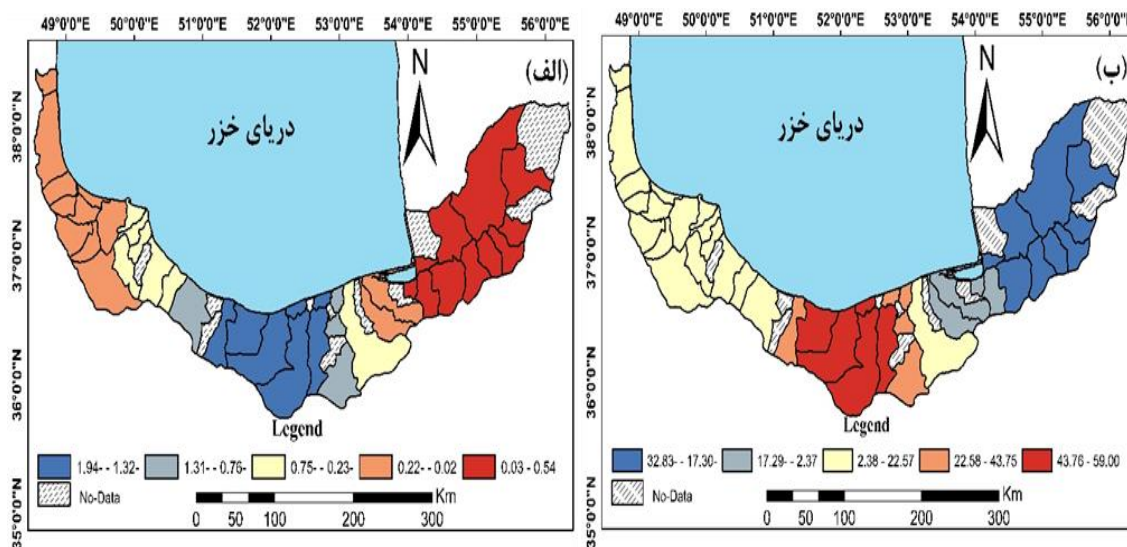 49°0'0"E 50°0'0"E 51°0'0"E 52°0'0"E 53°0'0"E 54°0'0"E 55°0'0"E 56°0'0"E
38°0'0"N
37°0'0"N
36°0'0"N
35°0'0"N
(الف)
N
دریای خزر
Legend
1.94- - 1.32-
1.31- - 0.76-
0.75- - 0.23-
0.22- - 0.02
0.03 - 0.54
No-Data
Km
0 50 100 200 300
49°0'0"E 50°0'0"E 51°0'0"E 52°0'0"E 53°0'0"E 54°0'0"E 55°0'0"E 56°0'0"E
38°0'0"N
37°0'0"N
36°0'0"N
35°0'0"N
(ب)
N
دریای خزر
Legend
32.83- - 17.30-
17.29- - 2.37
2.38 - 22.57
22.58 - 43.75
43.76 - 59.00
No-Data
Km
0 50 100 200 300